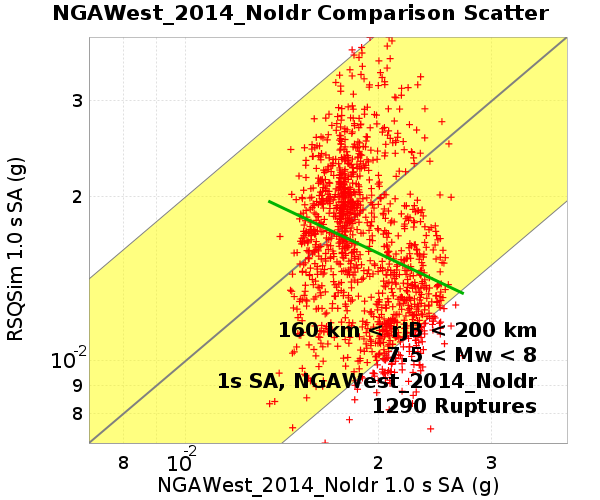 NGAWest_2014_NoIdr Comparison Scatter
RSQSim 1.0 s SA (g)
3
2
10-2
9
8
160 km < rJB < 200 km
7.5 < Mw < 8
1s SA, NGAWest_2014_NoIdr
1290 Ruptures
8
10-2
2
3
NGAWest_2014_NoIdr 1.0 s SA (g)